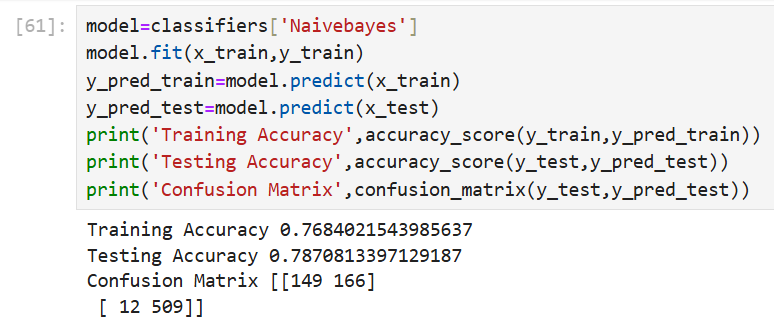 [61]: model=classifiers['Naivebayes']
model.fit(x_train,y_train)
y_pred_train=model.predict(x_train)
y_pred_test=model.predict(x_test)
print('Training Accuracy',accuracy_score(y_train,y_pred_train))
print('Testing Accuracy',accuracy_score(y_test,y_pred_test))
print('Confusion Matrix',confusion_matrix(y_test,y_pred_test))
Training Accuracy 0.7684021543985637
Testing Accuracy 0.7870813397129187
Confusion Matrix [[149 166]
 [ 12 509]]